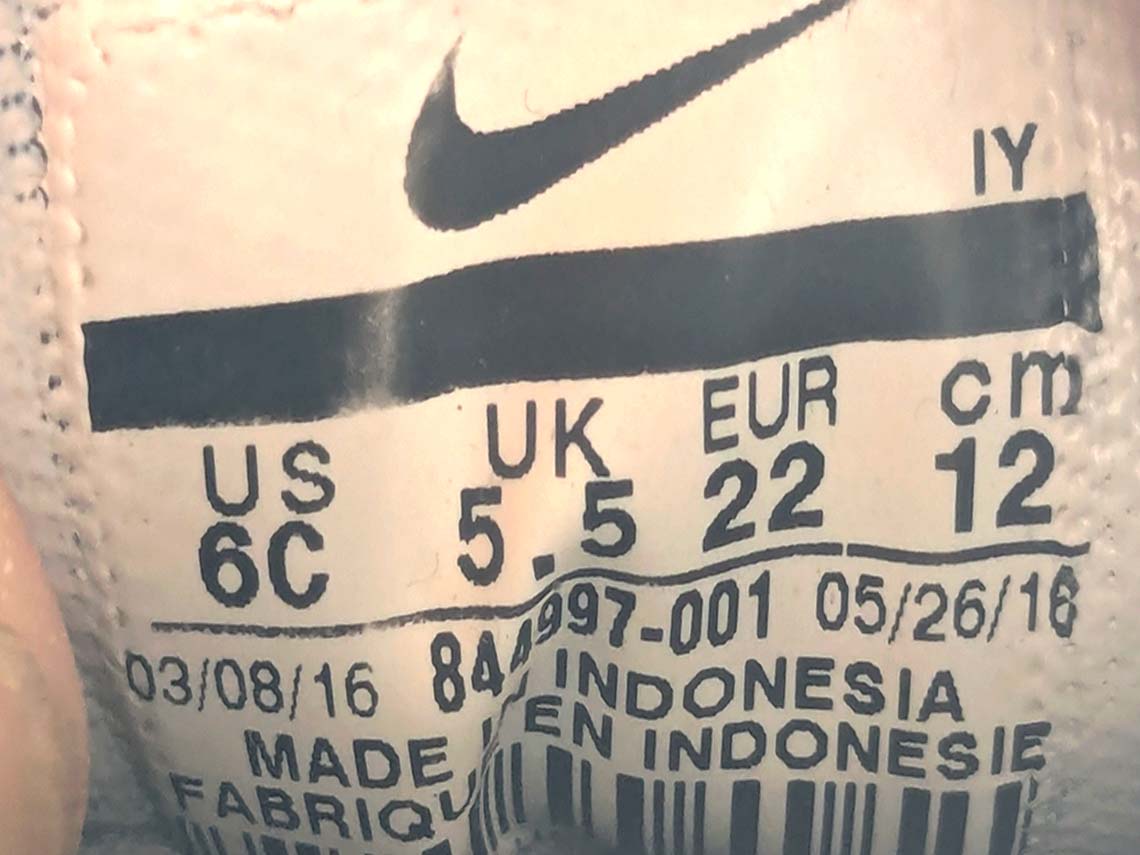 IY
US UK EUR cm
6C 5.5 22 12
03/08/16 844997-001 05/26/16
MADE INDONESIA
EN INDONESIE